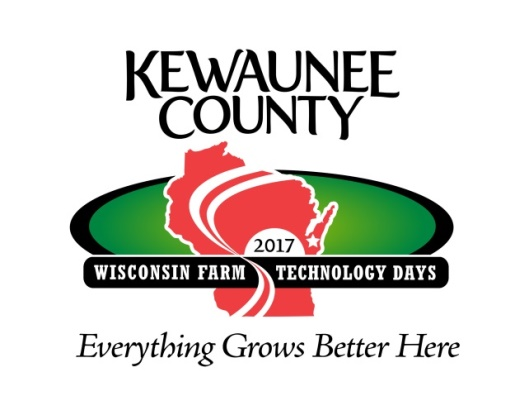 KEWAUNEE
COUNTY
2017
WISCONSIN FARM TECHNOLOGY DAYS
Everything Grows Better Here